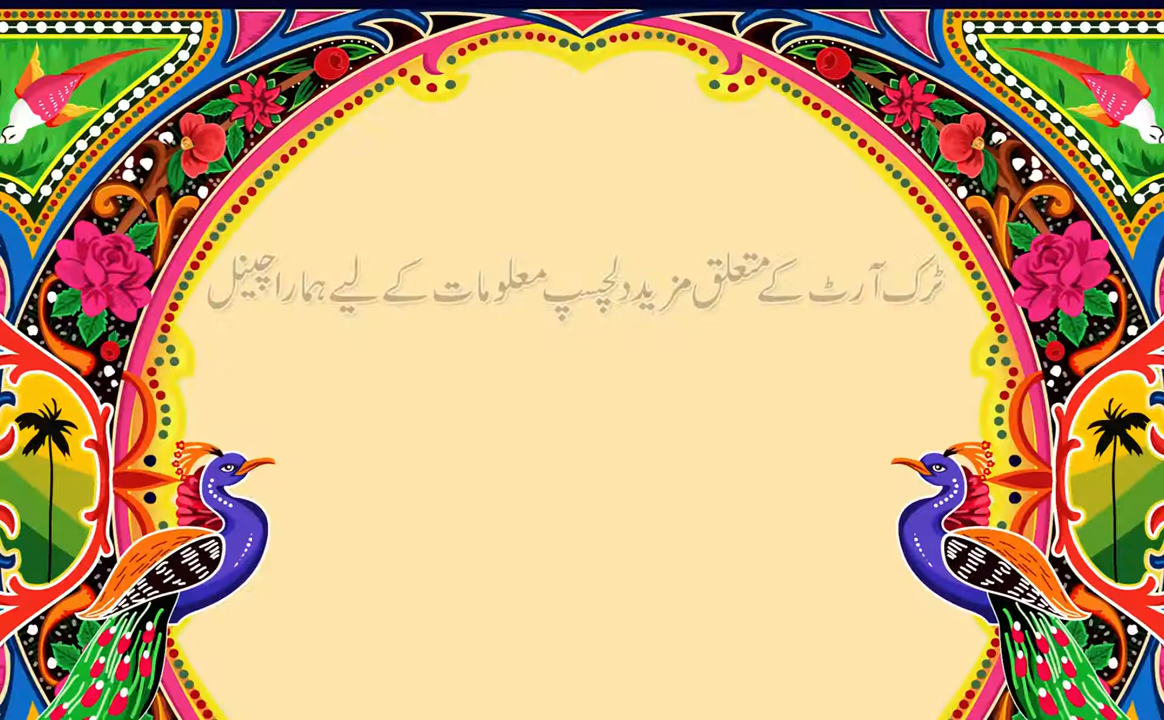 ٹرک آرٹ کے متعلق مزید دلچسپ معلومات کے لیے ہمارا چینل